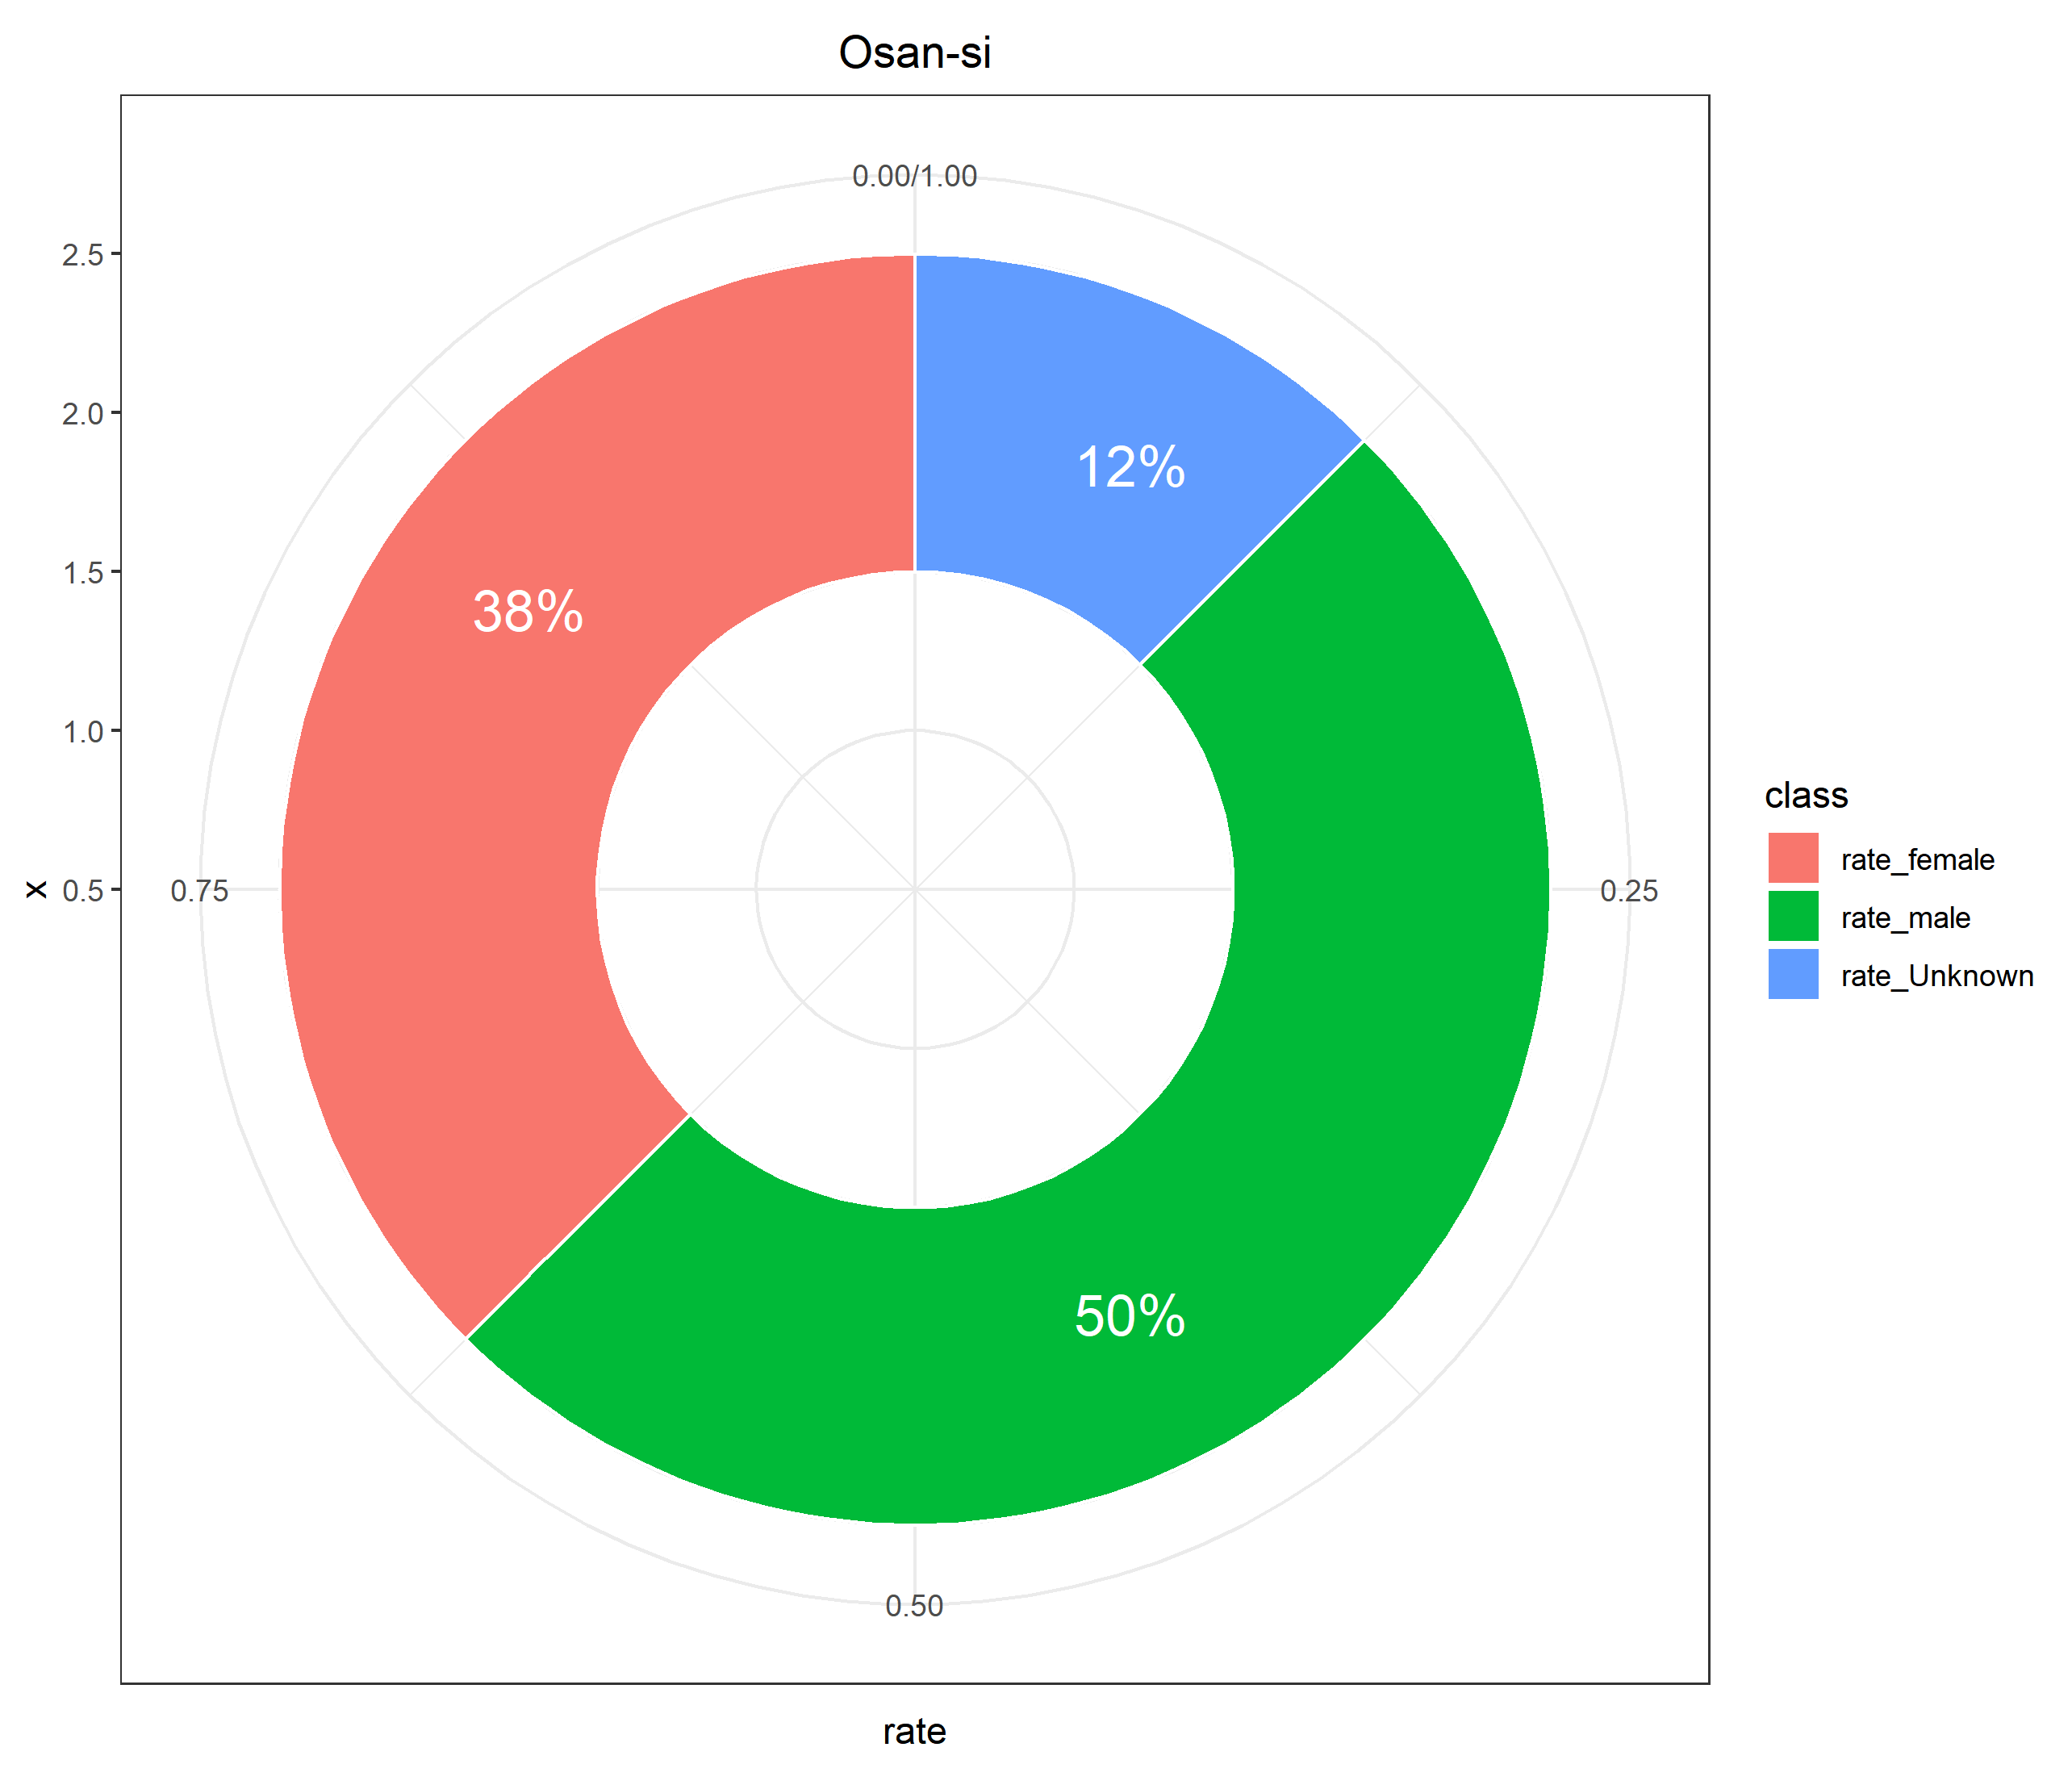 Osan-si
0.00/1.00
2.5
2.0
12%
1.5
38%
1.0
x
0.5
0.75
0.25
50%
0.50
rate
class
rate_female
rate_male
rate_Unknown